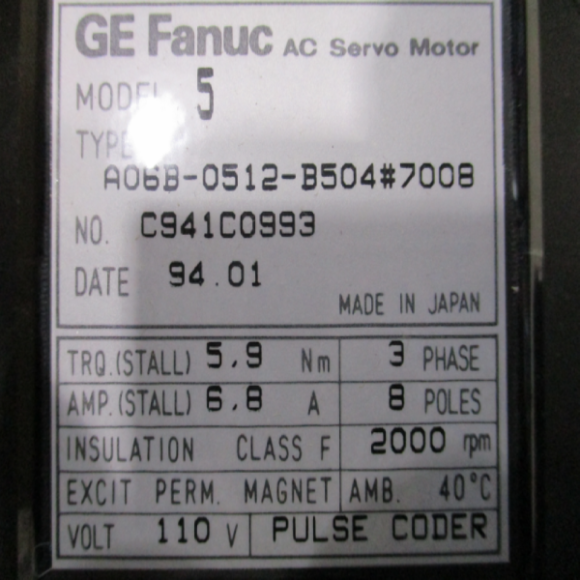 GE Fanuc AC Servo Motor
MODEL 5
TYPE
A06B-0512-B504#7008
NO. C941C0993
DATE 94.01
MADE IN JAPAN
TRQ.(STALL) 5.9 Nm 3 PHASE
AMP.(STALL) 6.8 A 8 POLES
INSULATION CLASS F 2000 rpm
EXCIT PERM. MAGNET AMB. 40°C
VOLT 110 V PULSE CODER